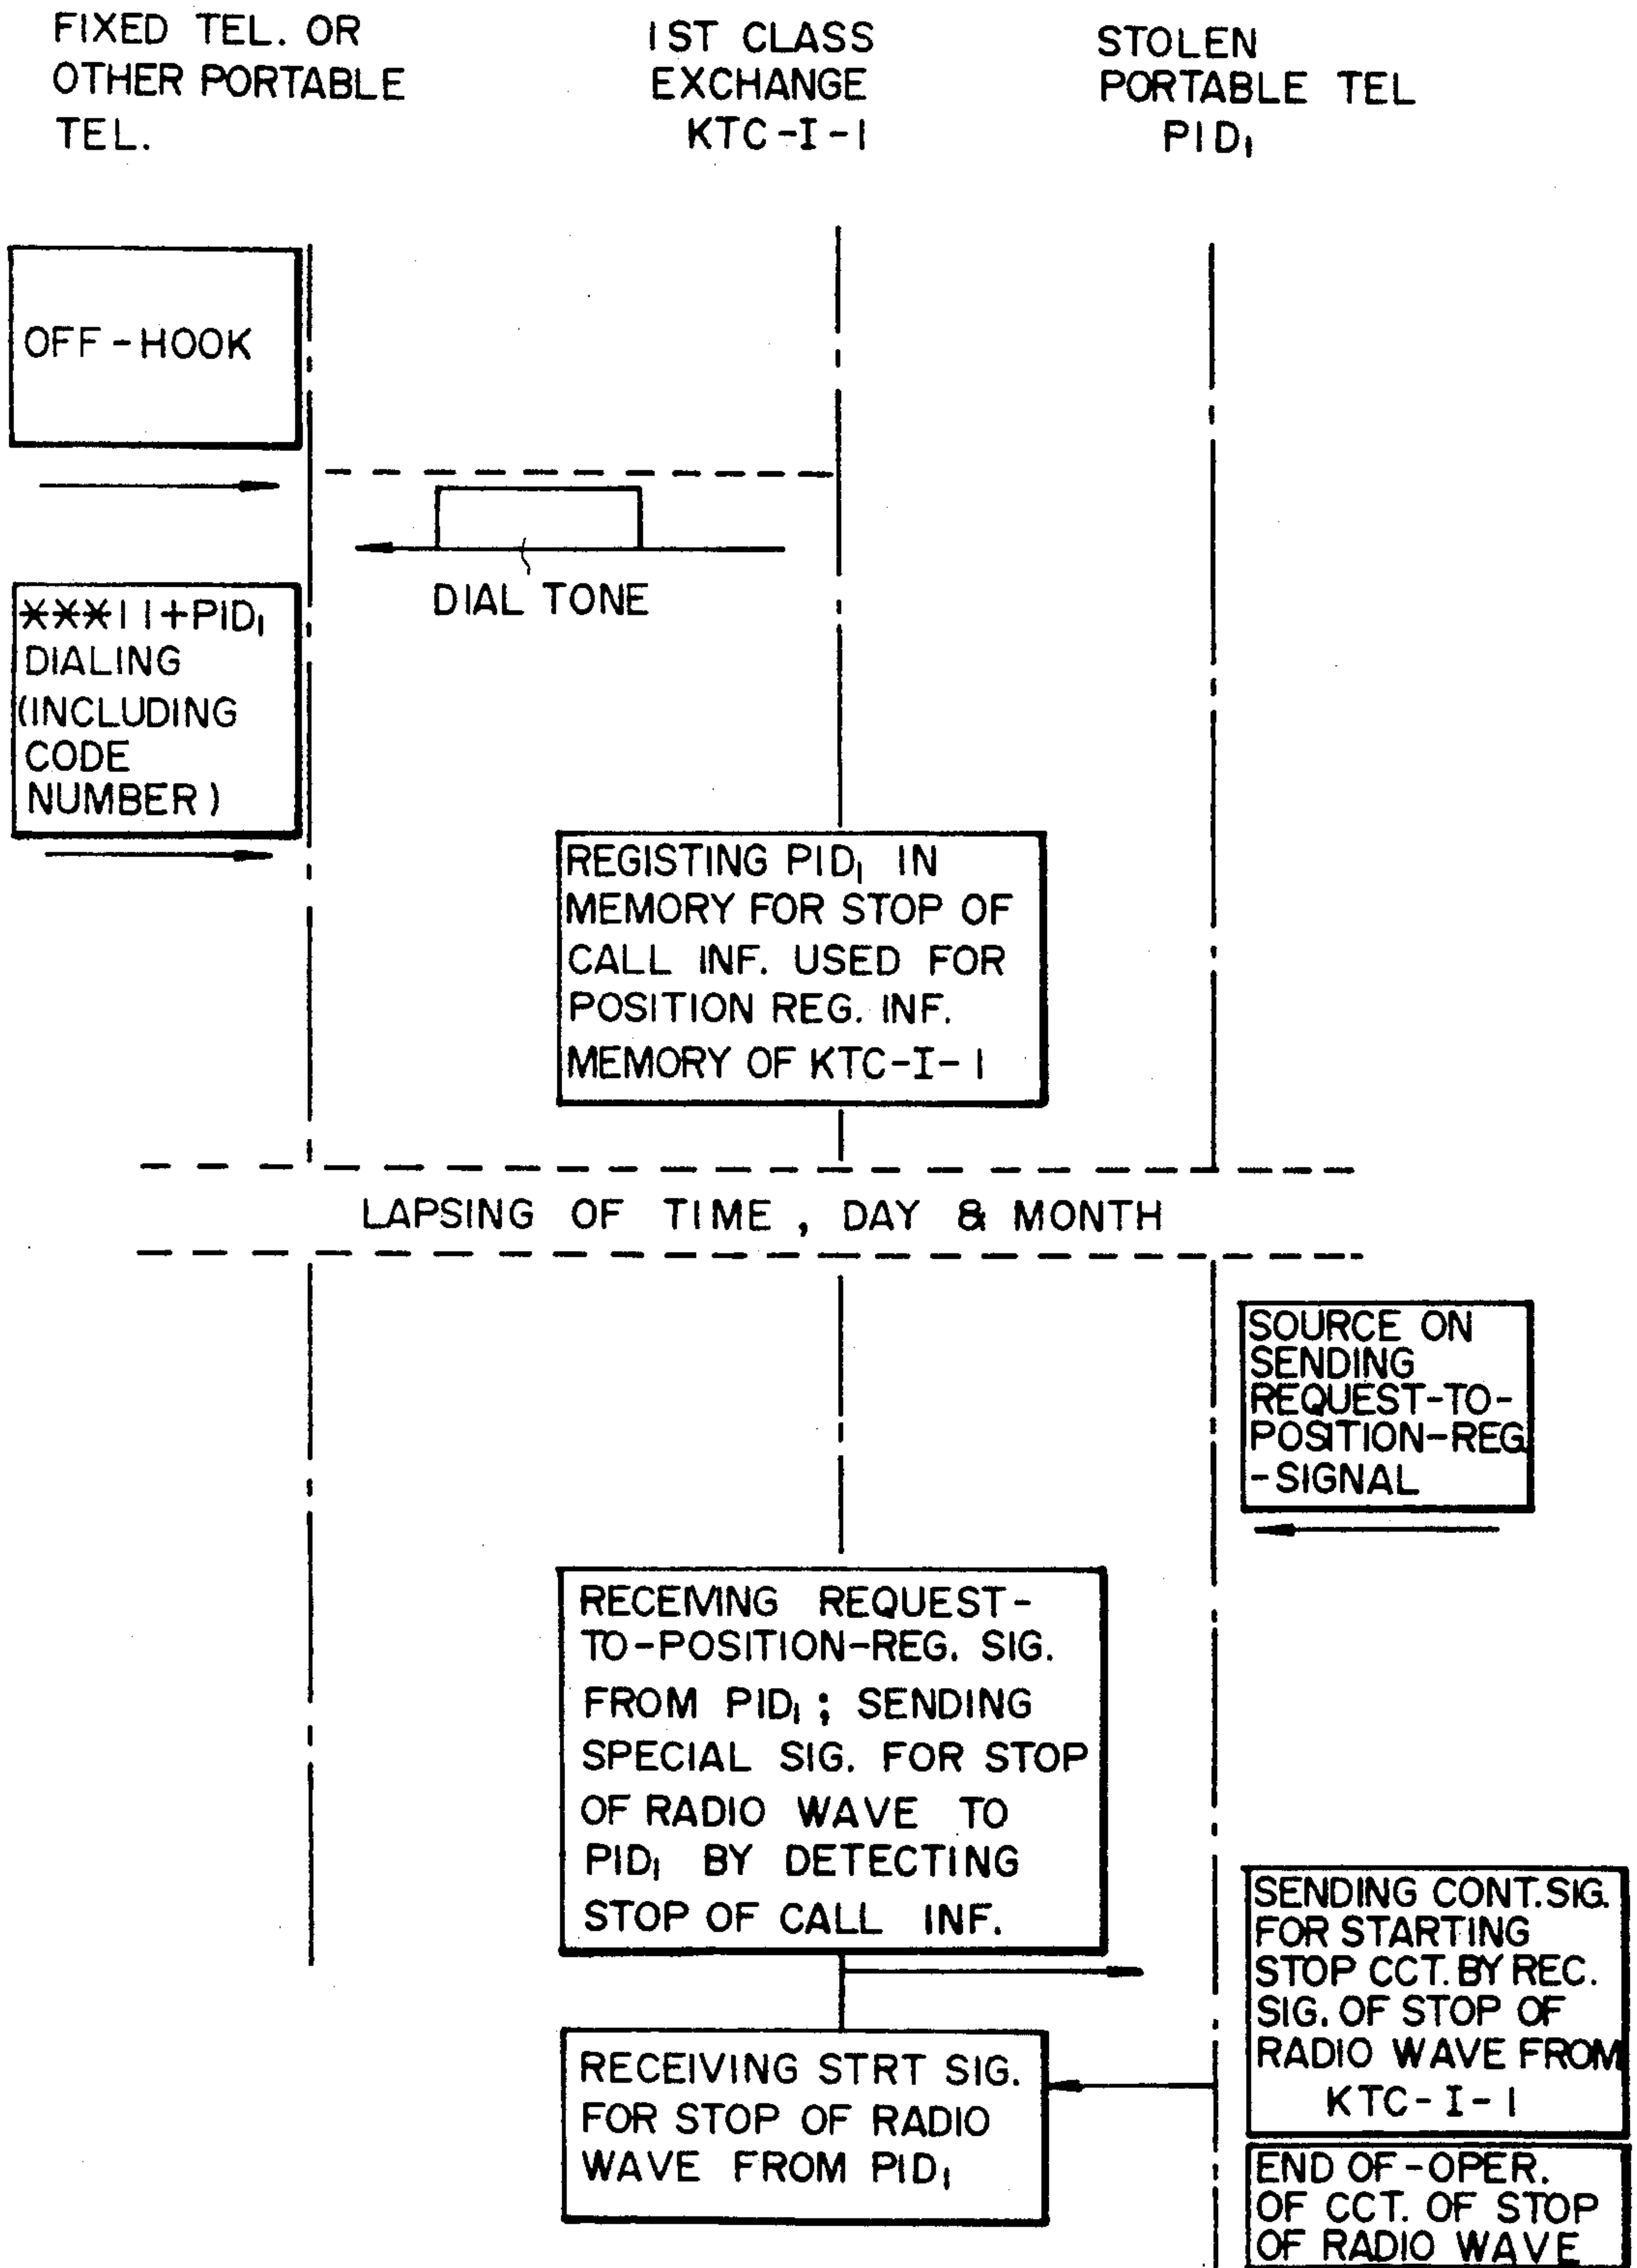 FIXED TEL. OR
OTHER PORTABLE
TEL.
1ST CLASS
EXCHANGE
KTC-I-1
STOLEN
PORTABLE TEL
PID₁
OFF-HOOK
DIAL TONE
***11+PID₁
DIALING
(INCLUDING
CODE
NUMBER)
REGISTING PID₁ IN
MEMORY FOR STOP OF
CALL INF. USED FOR
POSITION REG. INF.
MEMORY OF KTC-I-1
LAPSING OF TIME, DAY & MONTH
SOURCE ON
SENDING
REQUEST-TO-
POSITION-REG.
-SIGNAL
RECEIVING REQUEST-
TO-POSITION-REG. SIG.
FROM PID₁; SENDING
SPECIAL SIG. FOR STOP
OF RADIO WAVE TO
PID₁ BY DETECTING
STOP OF CALL INF.
SENDING CONT. SIG.
FOR STARTING
STOP CCT. BY REC.
SIG. OF STOP OF
RADIO WAVE FROM
KTC-I-1
RECEIVING STRT SIG.
FOR STOP OF RADIO
WAVE FROM PID₁
END OF-OPER.
OF CCT. OF STOP
OF RADIO WAVE